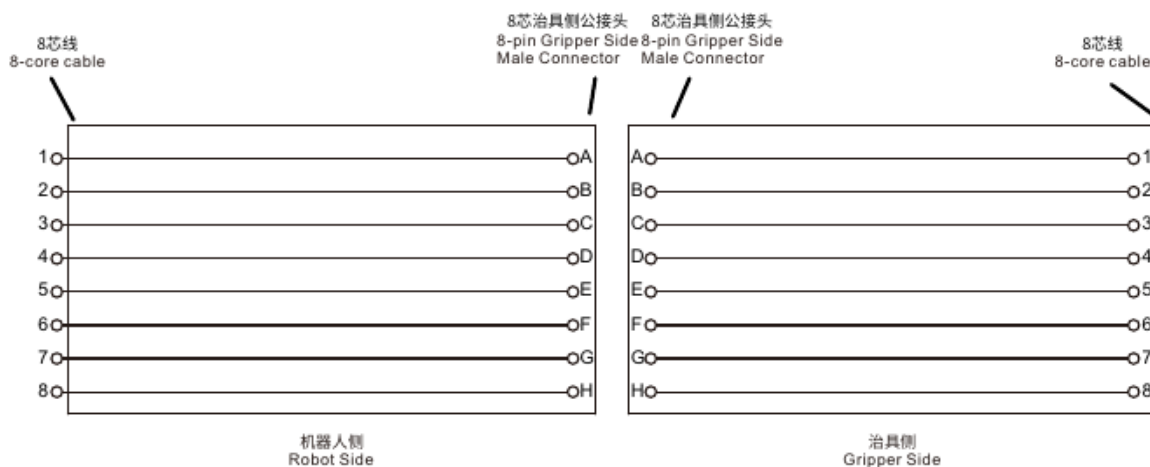 8芯线
8-core cable
8芯治具侧公接头
8-pin Gripper Side
Male Connector
8芯治具侧公接头
8-pin Gripper Side
Male Connector
8芯线
8-core cable
1 A
2 B
3 C
4 D
5 E
6 F
7 G
8 H
A 1
B 2
C 3
D 4
E 5
F 6
G 7
H 8
机器人侧
Robot Side
治具侧
Gripper Side